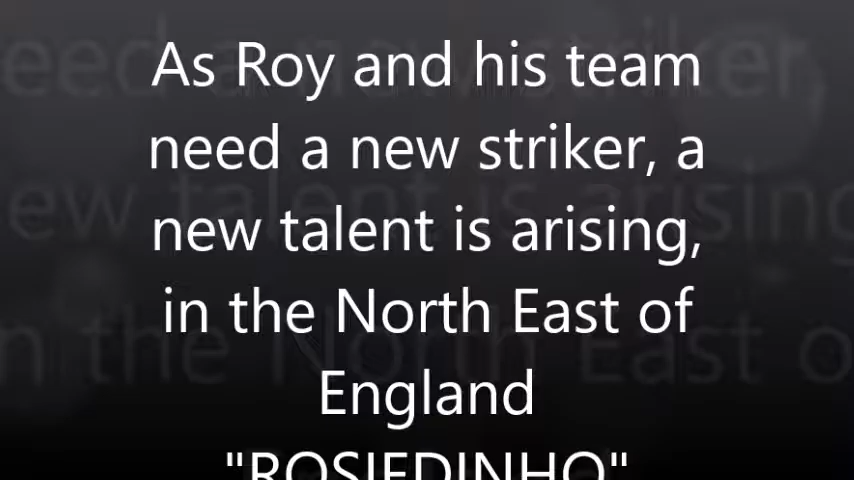 As Roy and his team
need a new striker, a
new talent is arising,
in the North East of
England
"ROSIEDINHO"